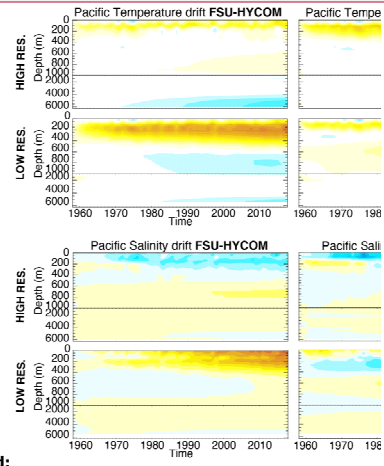 Pacific Temperature drift FSU-HYCOM
Pacific Tempe
HIGH RES.
Depth (m)
0
200
400
600
800
1000
2000
4000
6000
LOW RES.
Depth (m)
0
200
400
600
800
1000
2000
4000
6000
1960 1970 1980 1990 2000 2010 1960 1970 198
Time
Pacific Salinity drift FSU-HYCOM
Pacific Salin
HIGH RES.
Depth (m)
0
200
400
600
800
1000
2000
4000
6000
LOW RES.
Depth (m)
0
200
400
600
800
1000
2000
4000
6000
1960 1970 1980 1990 2000 2010 1960 1970 198
Time
d: